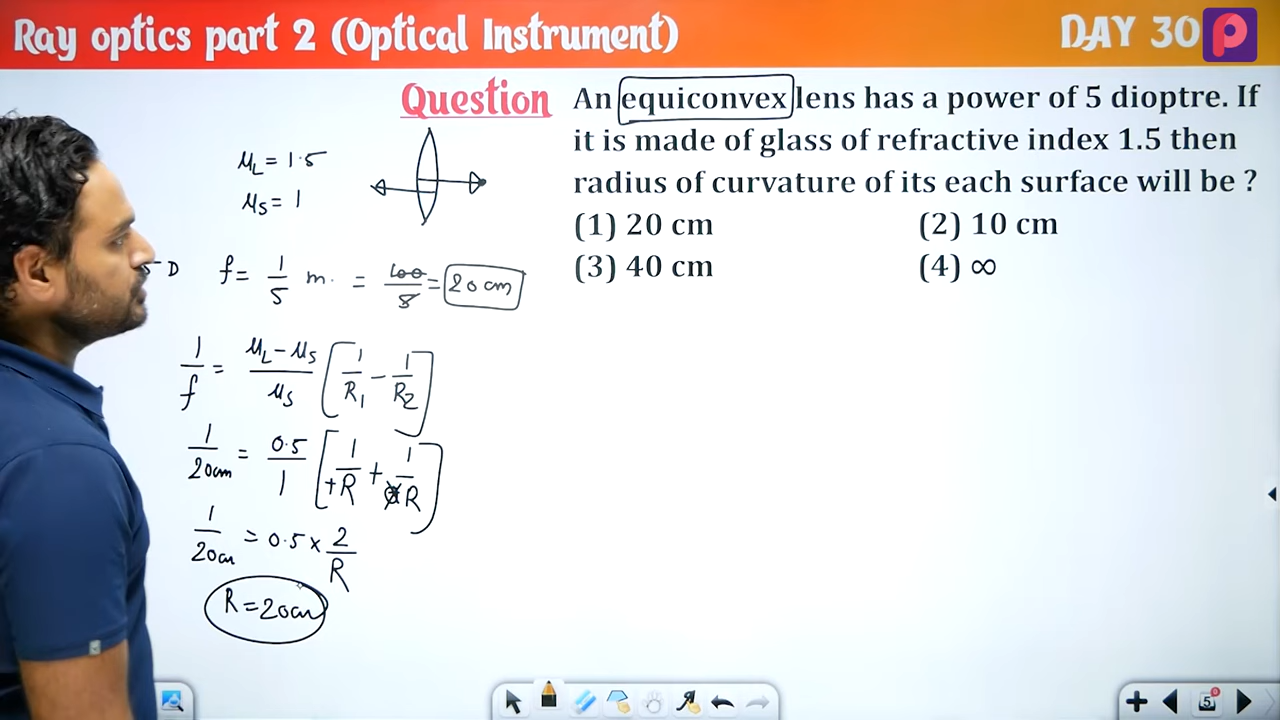 Ray optics part 2 (Optical Instrument)
DAY 30
Question
An equiconvex lens has a power of 5 dioptre. If
it is made of glass of refractive index 1.5 then
radius of curvature of its each surface will be ?
(1) 20 cm
(2) 10 cm
(3) 40 cm
(4) ∞
μL = 1.5
μS = 1
D
f = 1/5 m. = 100/5 = 20 cm
1/f = (μL − μS)/μS [1/R1 − 1/R2]
1/20cm = 0.5/1 [1/+R + 1/R]
1/20cm = 0.5 × 2/R
R = 20cm